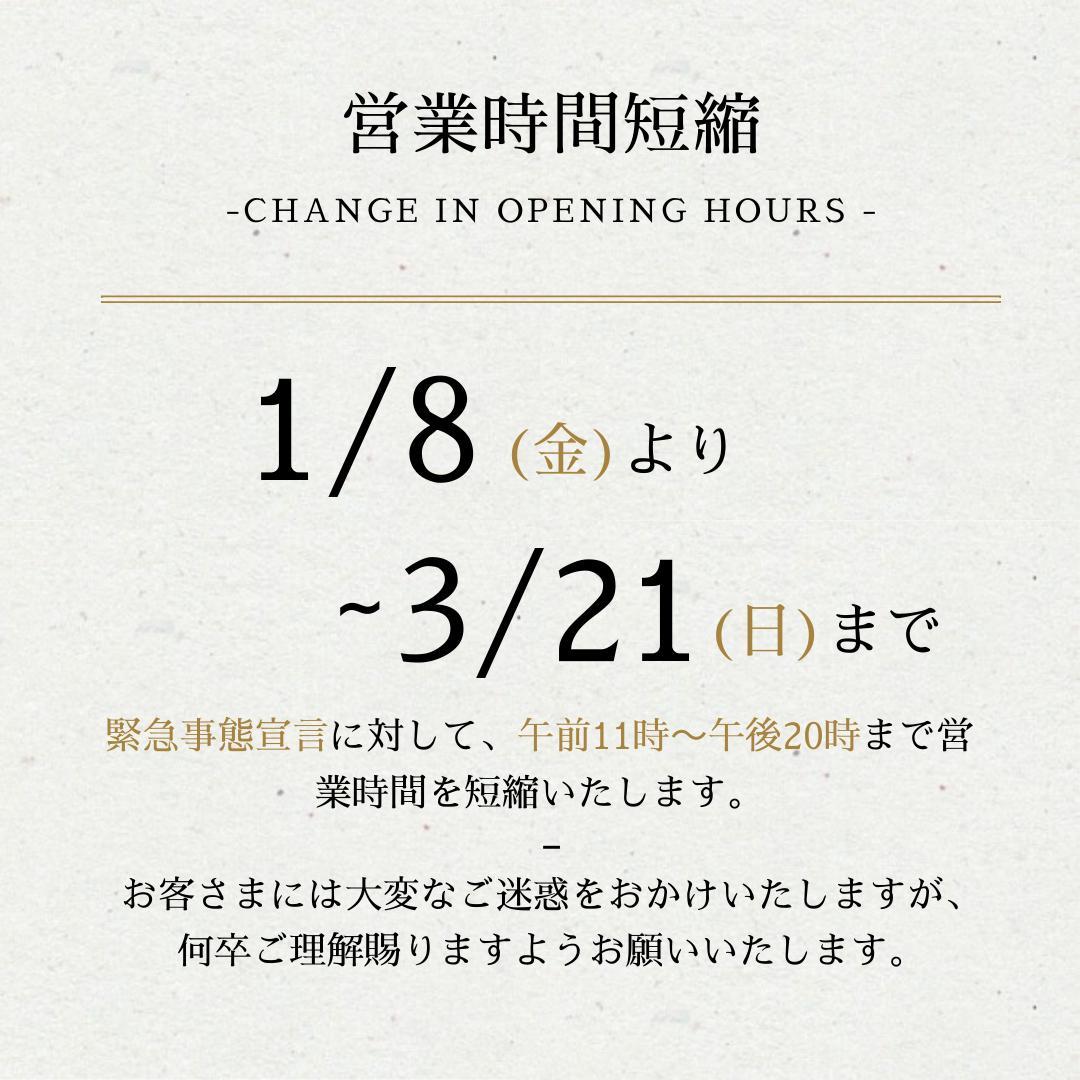 営業時間短縮
-CHANGE IN OPENING HOURS -
1/8 (金)より
~3/21(日)まで
緊急事態宣言に対して、午前11時～午後20時まで営
業時間を短縮いたします。
–
お客さまには大変なご迷惑をおかけいたしますが、
何卒ご理解賜りますようお願いいたします。